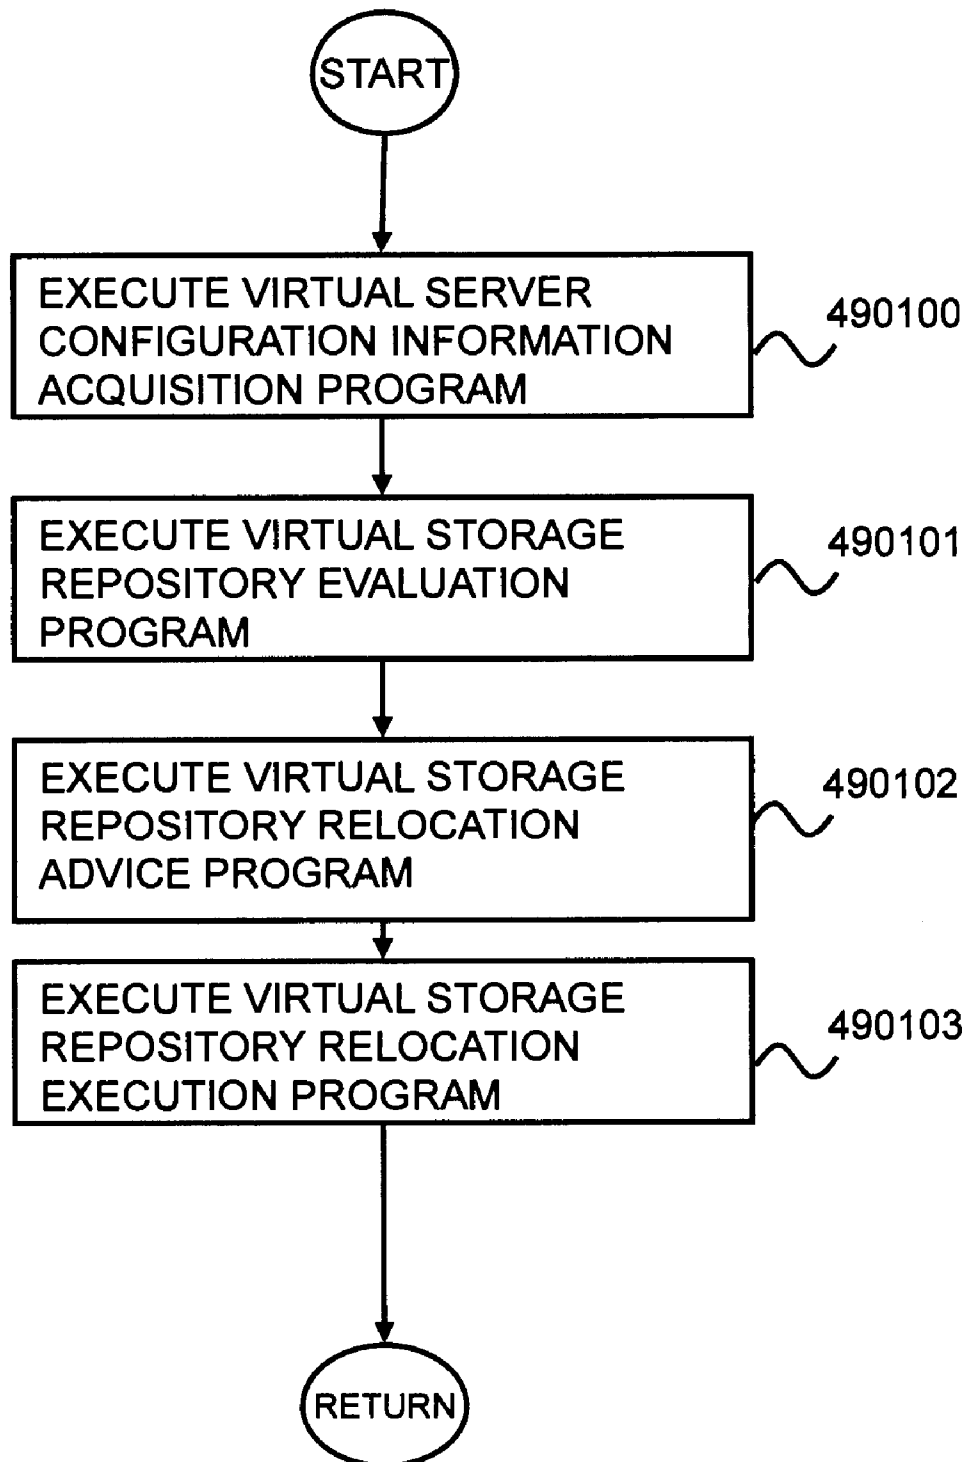 START
EXECUTE VIRTUAL SERVER
CONFIGURATION INFORMATION
ACQUISITION PROGRAM
490100
EXECUTE VIRTUAL STORAGE
REPOSITORY EVALUATION
PROGRAM
490101
EXECUTE VIRTUAL STORAGE
REPOSITORY RELOCATION
ADVICE PROGRAM
490102
EXECUTE VIRTUAL STORAGE
REPOSITORY RELOCATION
EXECUTION PROGRAM
490103
RETURN